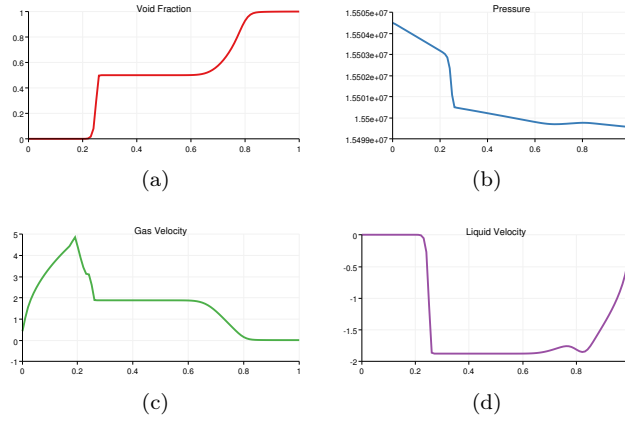 Void Fraction
1
0.8
0.6
0.4
0.2
0
0 0.2 0.4 0.6 0.8 1
(a)
Pressure
1.5505e+07
1.5504e+07
1.5503e+07
1.5502e+07
1.5501e+07
1.55e+07
1.5499e+07
0 0.2 0.4 0.6 0.8
(b)
Gas Velocity
5
4
3
2
1
0
-1
0 0.2 0.4 0.6 0.8 1
(c)
Liquid Velocity
0
-0.5
-1
-1.5
-2
0 0.2 0.4 0.6 0.8
(d)